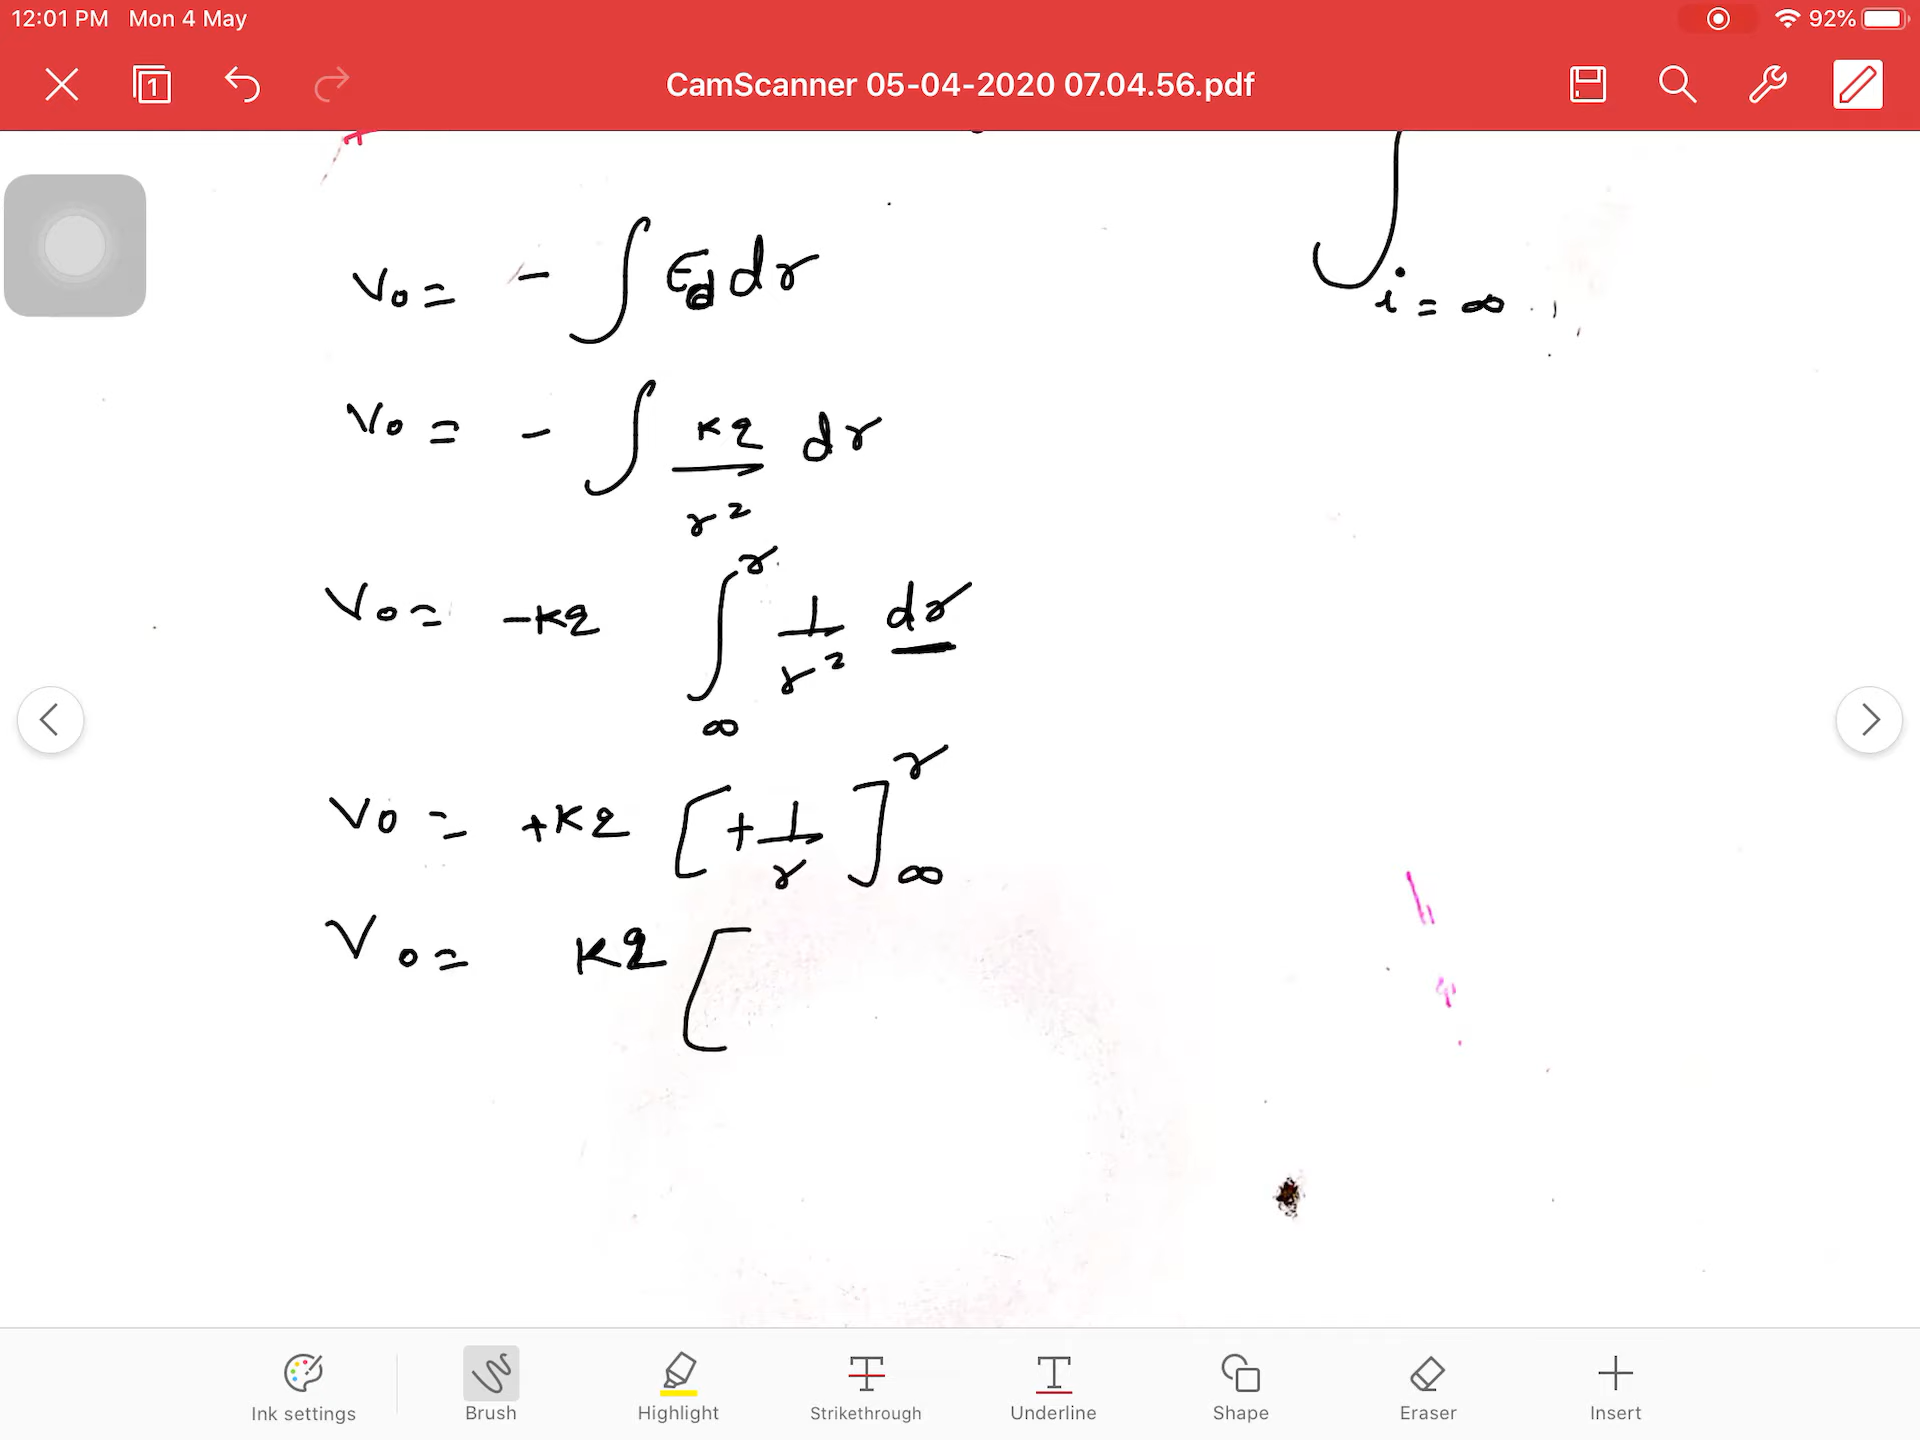 12:01 PM Mon 4 May 92%
1 CamScanner 05-04-2020 07.04.56.pdf
i = ∞
V₀ = - ∫ E dr
V₀ = - ∫ Kq/r² dr
V₀ = -Kq ∫_∞^r 1/r² dr
V₀ = +Kq [+1/r]_∞^r
V₀ = Kq [
Ink settings Brush Highlight Strikethrough Underline Shape Eraser Insert